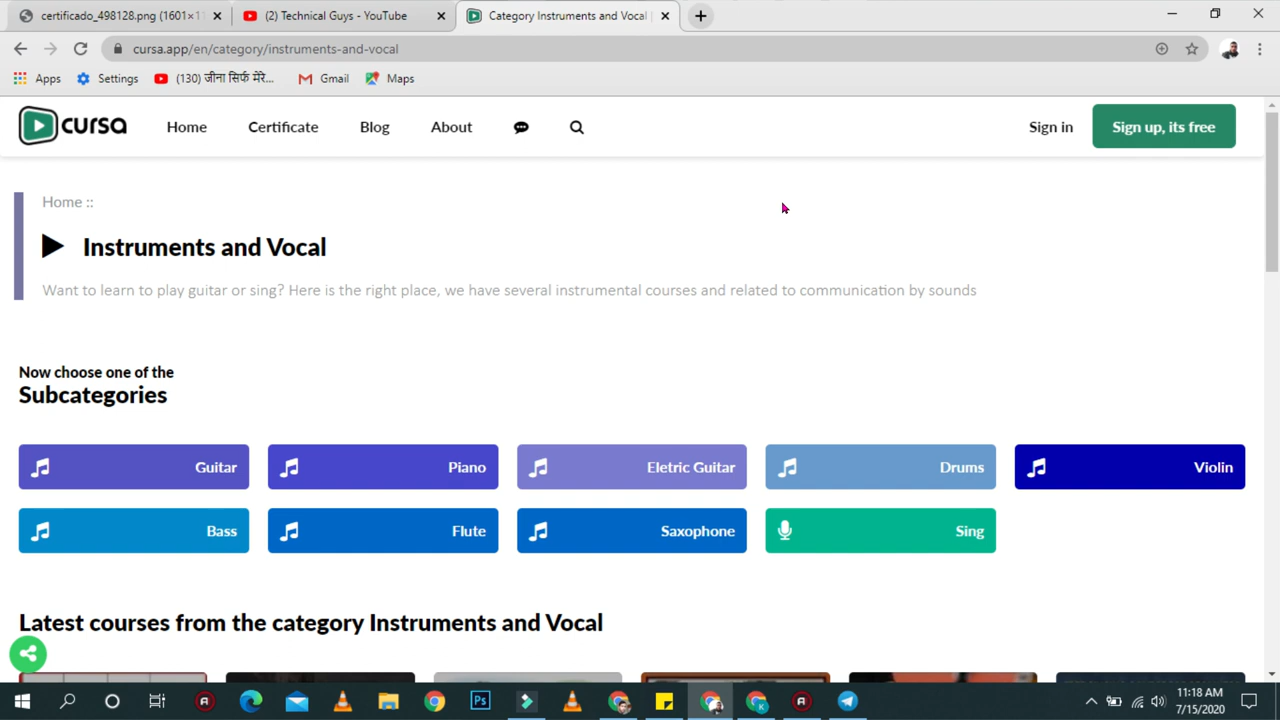 certificado_498128.png (1601×11
(2) Technical Guys - YouTube
Category Instruments and Vocal
cursa.app/en/category/instruments-and-vocal
Apps
Settings
(130) जीना सिर्फ मेरे...
Gmail
Maps
cursa
Home
Certificate
Blog
About
Sign in
Sign up, its free
Home ::
Instruments and Vocal
Want to learn to play guitar or sing? Here is the right place, we have several instrumental courses and related to communication by sounds
Now choose one of the
Subcategories
Guitar
Piano
Eletric Guitar
Drums
Violin
Bass
Flute
Saxophone
Sing
Latest courses from the category Instruments and Vocal
Ps
K
11:18 AM
7/15/2020